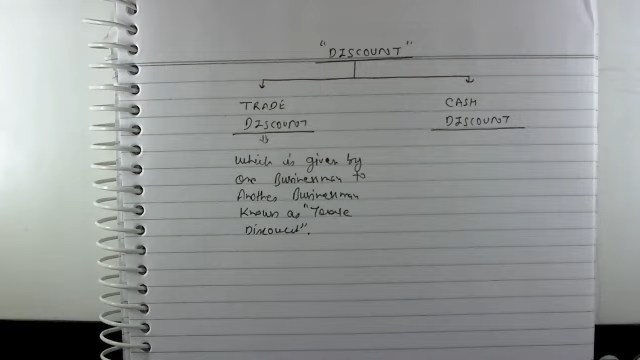 "DISCOUNT"
TRADE
DISCOUNT
CASH
DISCOUNT
Which is given by
One Businessman to
Another Businessman
Known as "Trade
Discount".